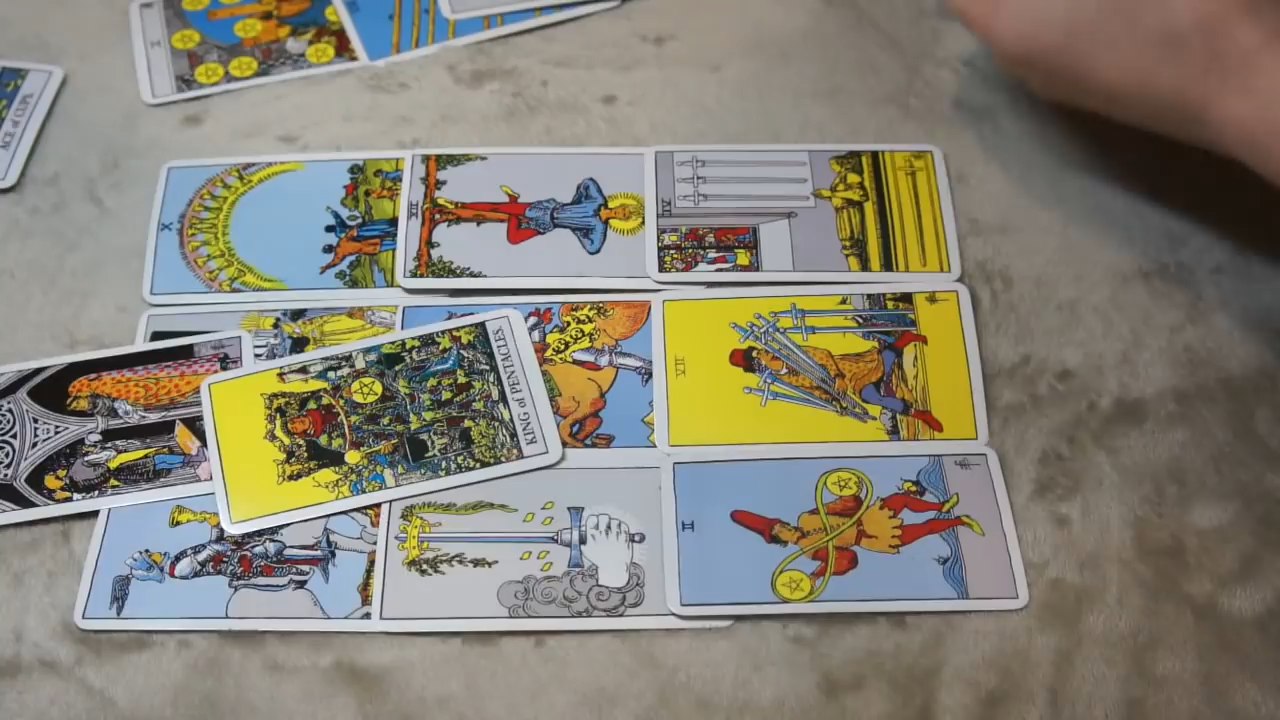 ACE of CUPS
X
XII
IV
VII
KING of PENTACLES.
II